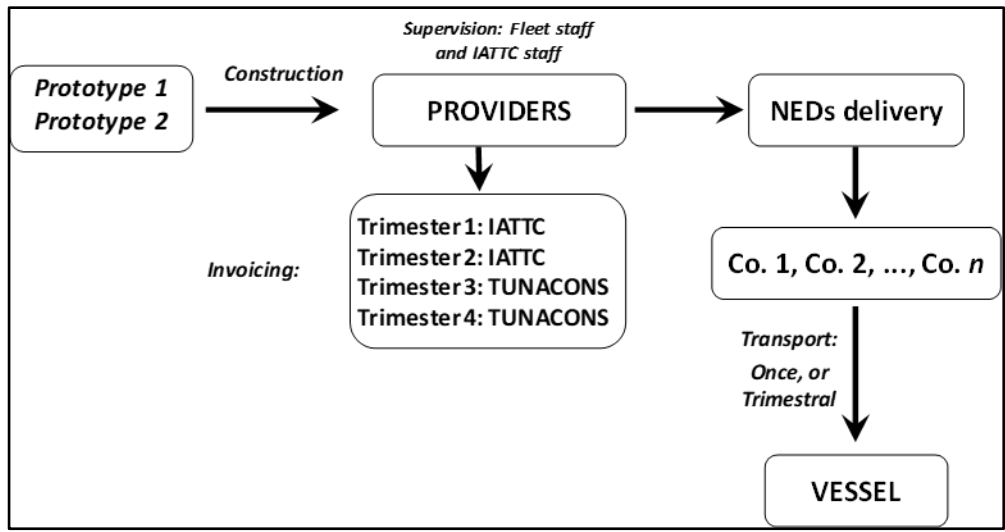 Supervision: Fleet staff
and IATTC staff
Prototype 1
Prototype 2
Construction
PROVIDERS
NEDs delivery
Invoicing:
Trimester 1: IATTC
Trimester 2: IATTC
Trimester 3: TUNACONS
Trimester 4: TUNACONS
Co. 1, Co. 2, ..., Co. n
Transport:
Once, or
Trimestral
VESSEL